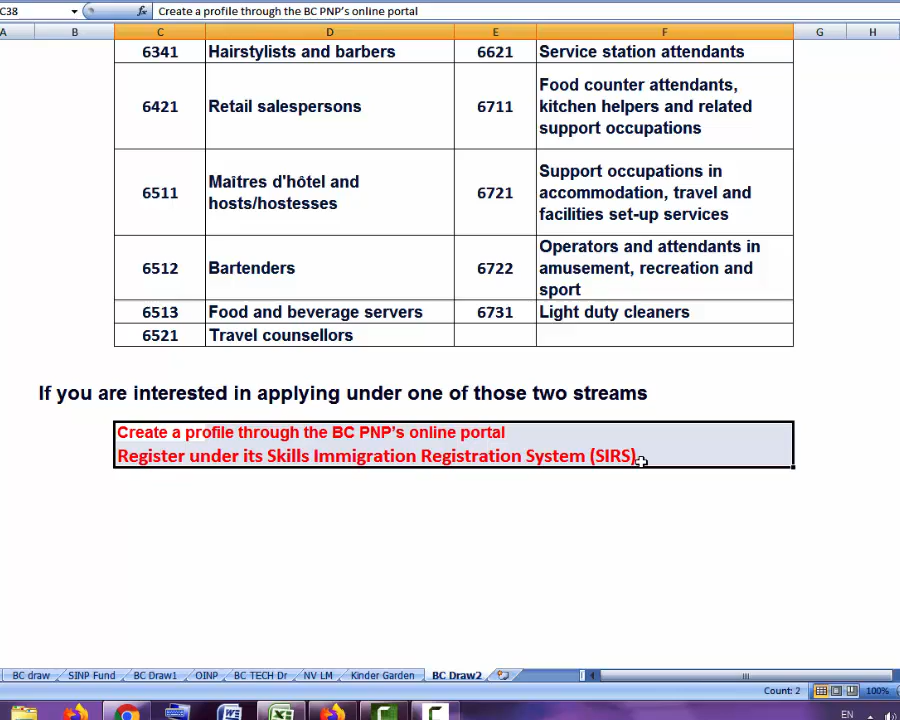 C38 fx Create a profile through the BC PNP's online portal
A B C D E F G H
6341 Hairstylists and barbers 6621 Service station attendants
6421 Retail salespersons 6711 Food counter attendants,
kitchen helpers and related
support occupations
6511 Maîtres d'hôtel and
hosts/hostesses
6721 Support occupations in
accommodation, travel and
facilities set-up services
6512 Bartenders 6722 Operators and attendants in
amusement, recreation and
sport
6513 Food and beverage servers 6731 Light duty cleaners
6521 Travel counsellors
If you are interested in applying under one of those two streams
Create a profile through the BC PNP's online portal
Register under its Skills Immigration Registration System (SIRS)
BC draw SINP Fund BC Draw1 OINP BC TECH Dr NV LM Kinder Garden BC Draw2
Count: 2 100%
EN